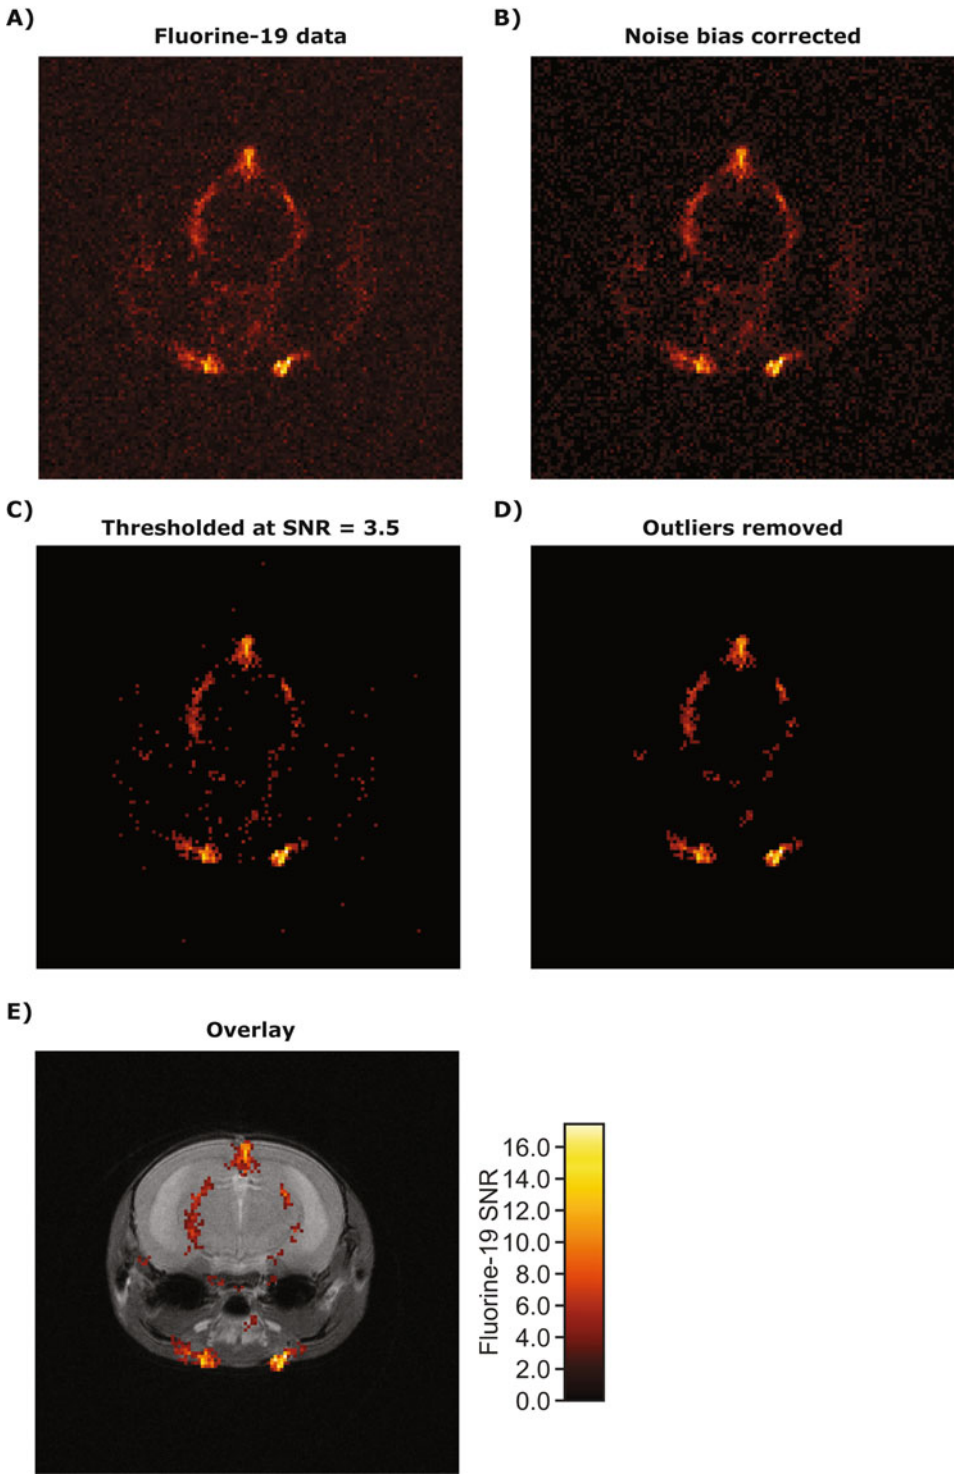 A)
Fluorine-19 data
B)
Noise bias corrected
C)
Thresholded at SNR = 3.5
D)
Outliers removed
E)
Overlay
Fluorine-19 SNR
16.0
14.0
12.0
10.0
8.0
6.0
4.0
2.0
0.0